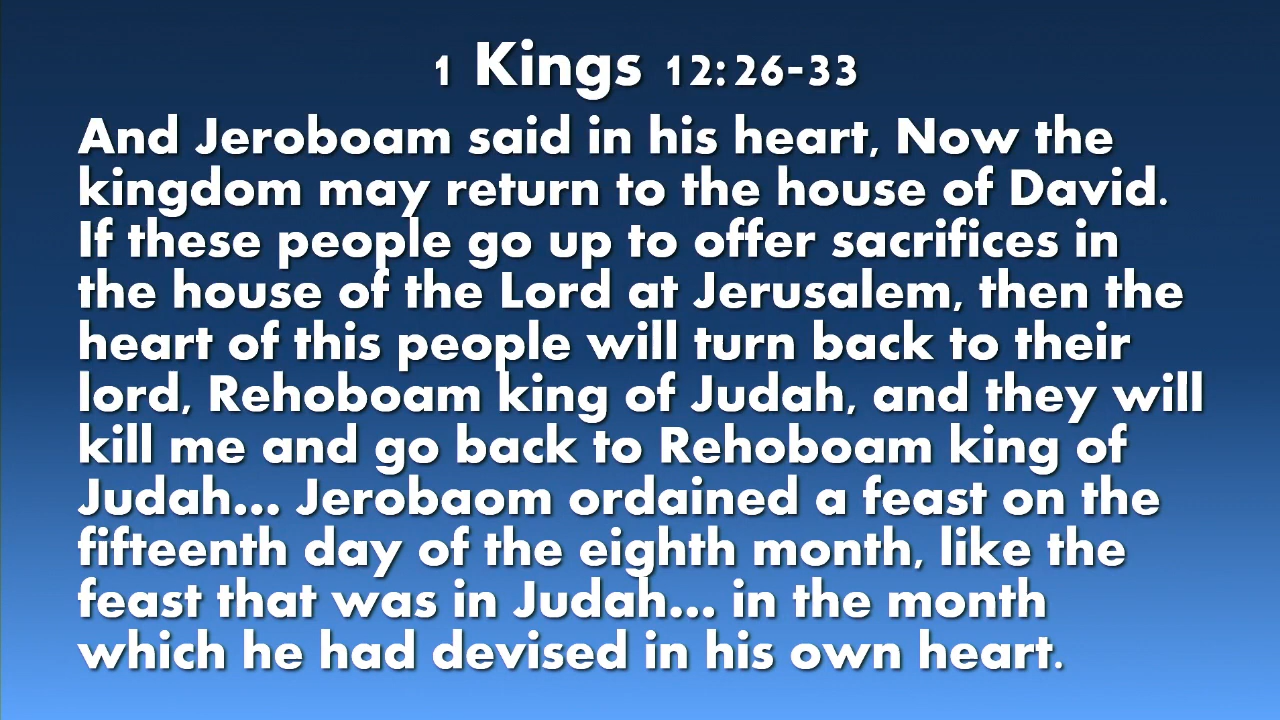 1 Kings 12:26-33
And Jeroboam said in his heart, Now the
kingdom may return to the house of David.
If these people go up to offer sacrifices in
the house of the Lord at Jerusalem, then the
heart of this people will turn back to their
lord, Rehoboam king of Judah, and they will
kill me and go back to Rehoboam king of
Judah... Jerobaom ordained a feast on the
fifteenth day of the eighth month, like the
feast that was in Judah... in the month
which he had devised in his own heart.